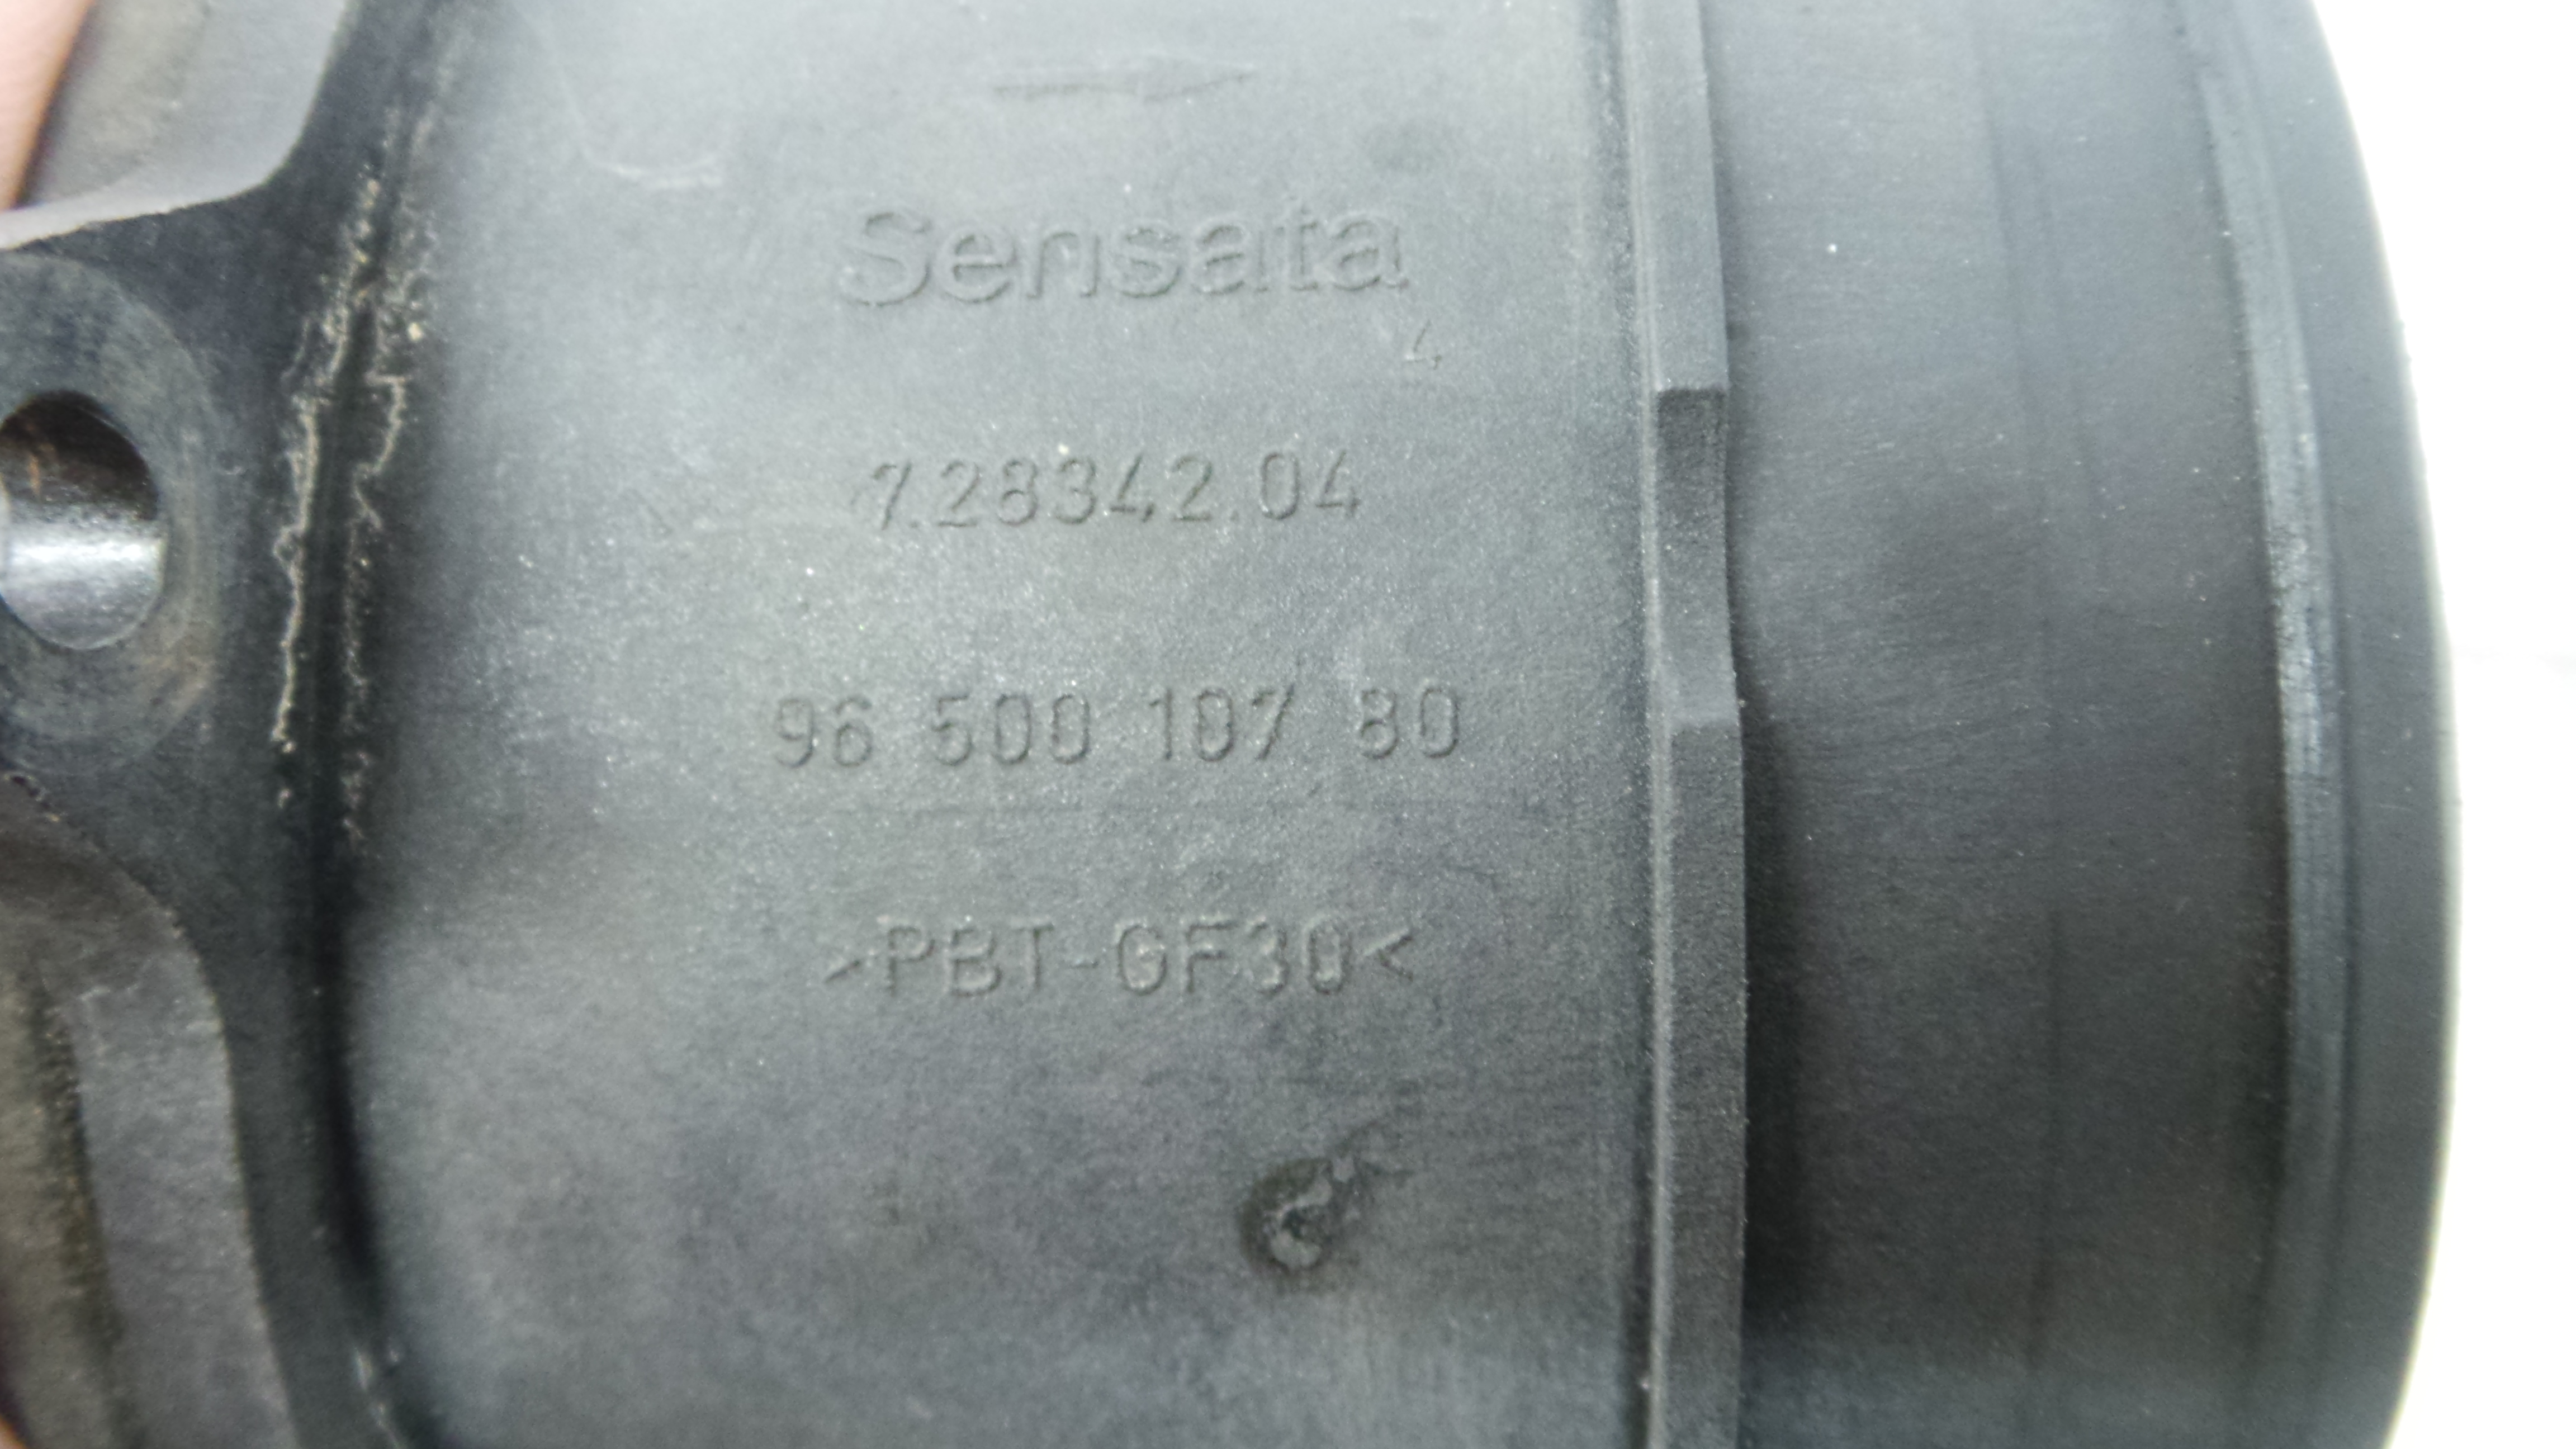 Sensata
4
7.28342.04
96 500 107 80
>PBT-GF30<